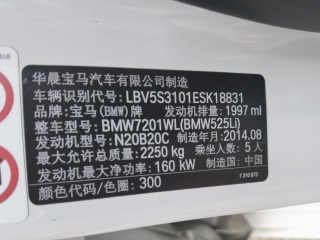 华晨宝马汽车有限公司制造
车辆识别代号: LBV5S3101ESK18831
品牌: 宝马(BMW)牌 排量: 1997 ml
整车型号: BMW7201WL(BMW525Li)
发动机型号: N20B20C 制造年月: 2014.08
最大允许总质量: 2250 kg 乘坐人数: 5 人
发动机最大净功率: 160 kW 制造国: 中国
颜色代码/色圈: 300
7 310 673